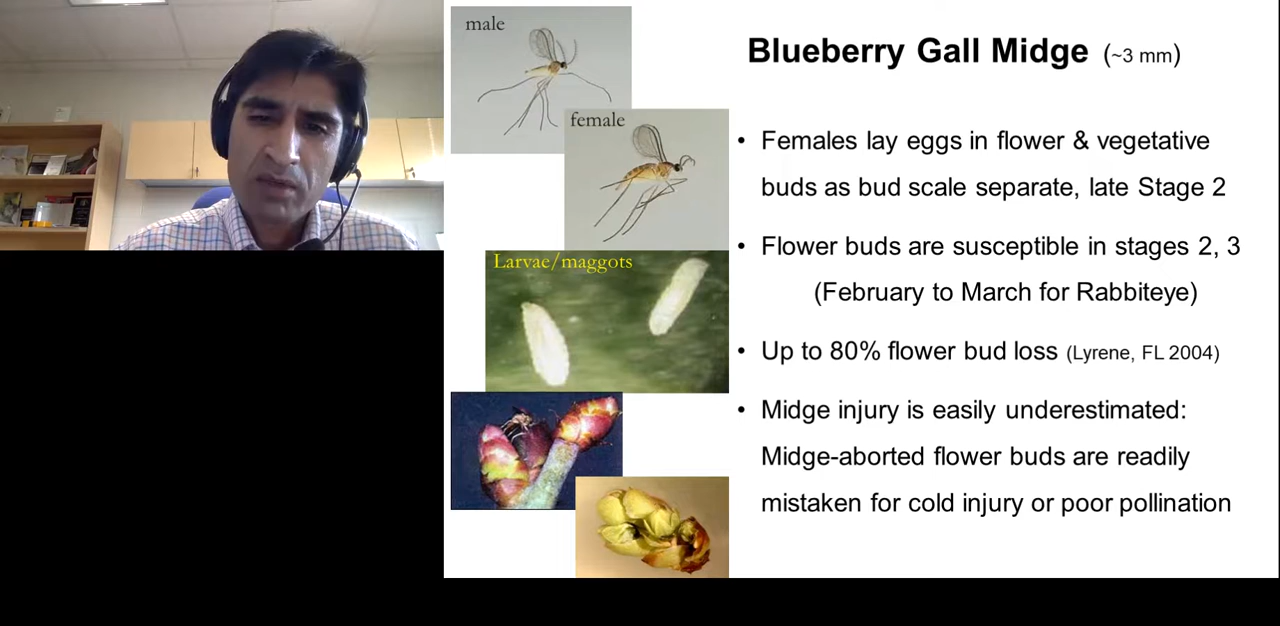 male
female
Larvae/maggots
Blueberry Gall Midge (~3 mm)
• Females lay eggs in flower & vegetative
buds as bud scale separate, late Stage 2
• Flower buds are susceptible in stages 2, 3
(February to March for Rabbiteye)
• Up to 80% flower bud loss (Lyrene, FL 2004)
• Midge injury is easily underestimated:
Midge-aborted flower buds are readily
mistaken for cold injury or poor pollination